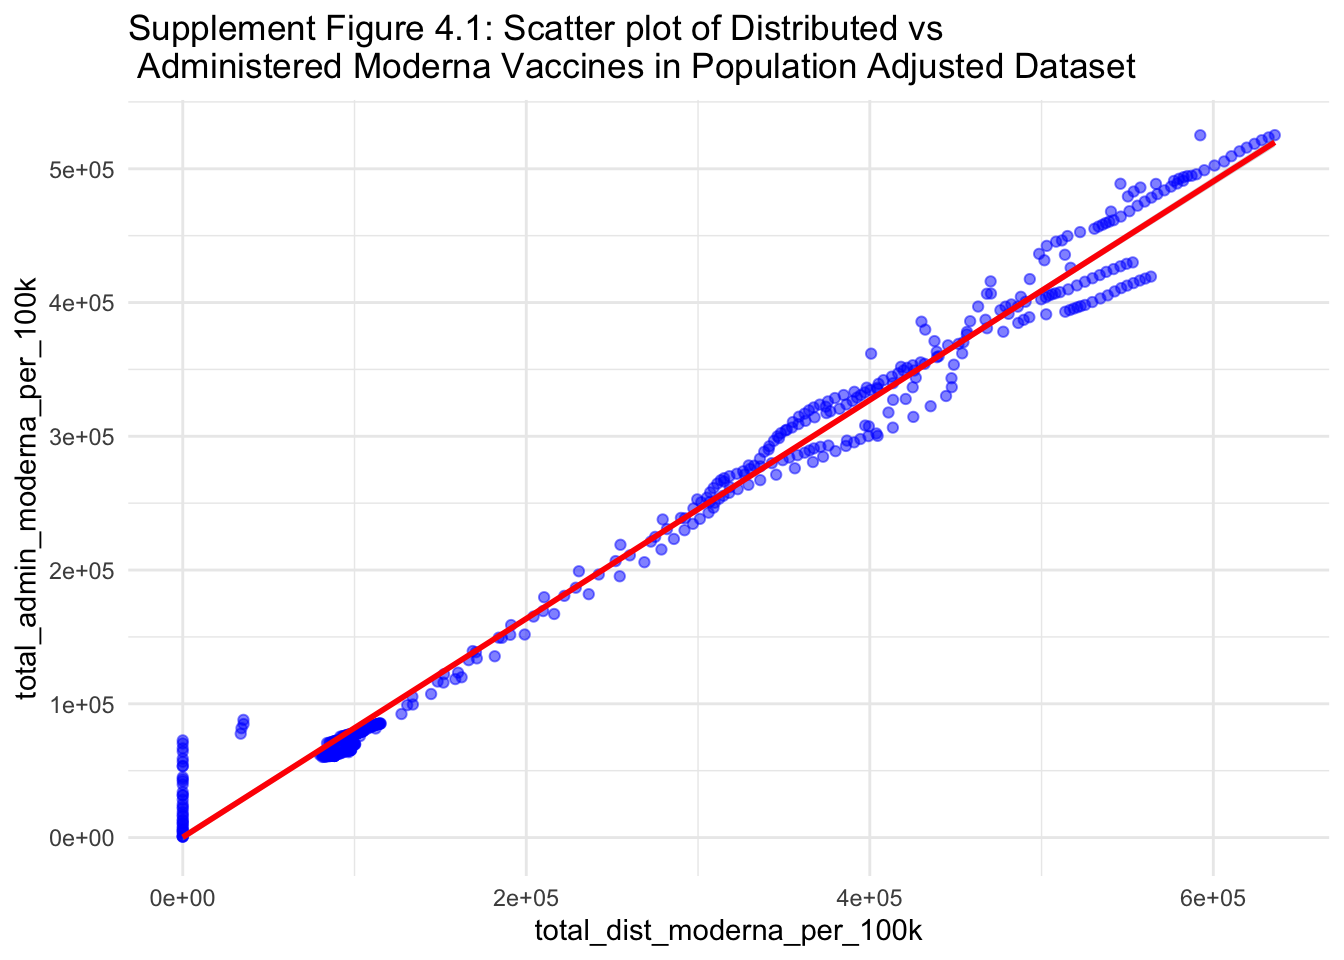 Supplement Figure 4.1: Scatter plot of Distributed vs
Administered Moderna Vaccines in Population Adjusted Dataset
total_admin_moderna_per_100k
5e+05
4e+05
3e+05
2e+05
1e+05
0e+00
0e+00 2e+05 4e+05 6e+05
total_dist_moderna_per_100k